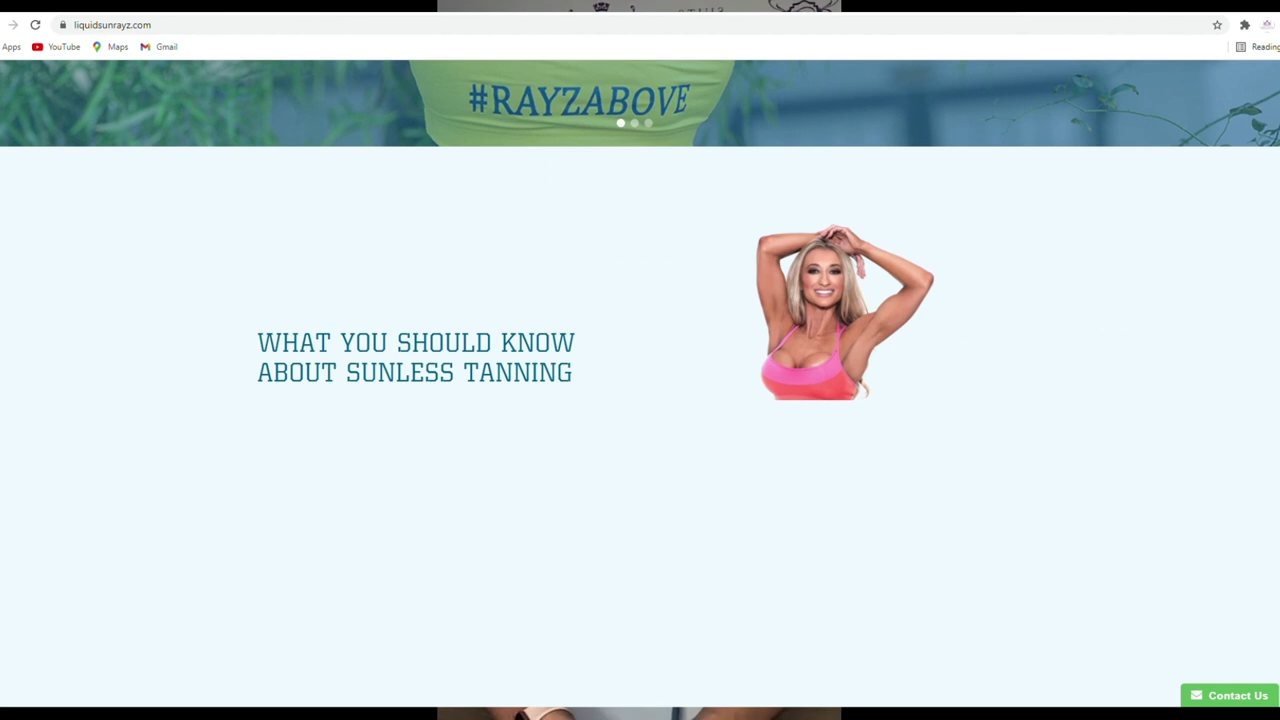 liquidsunrayz.com
Apps YouTube Maps Gmail Reading
#RAYZABOVE
WHAT YOU SHOULD KNOW
ABOUT SUNLESS TANNING
Contact Us